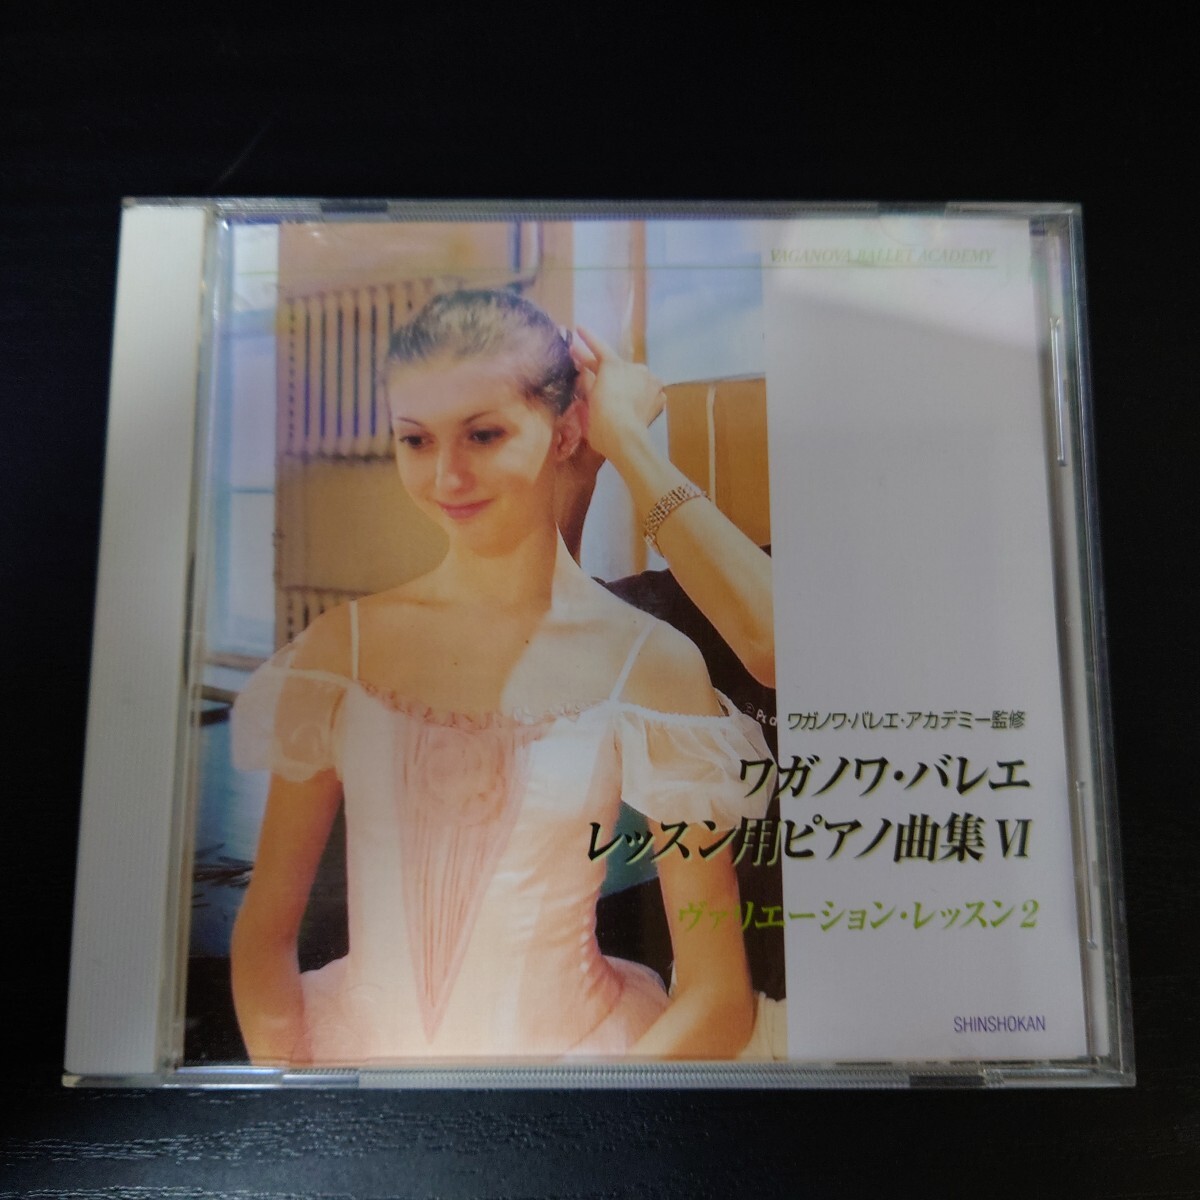 VAGANOVA BALLET ACADEMY
ワガノワ・バレエ・アカデミー監修
ワガノワ・バレエ
レッスン用ピアノ曲集 VI
ヴァリエーション・レッスン2
SHINSHOKAN